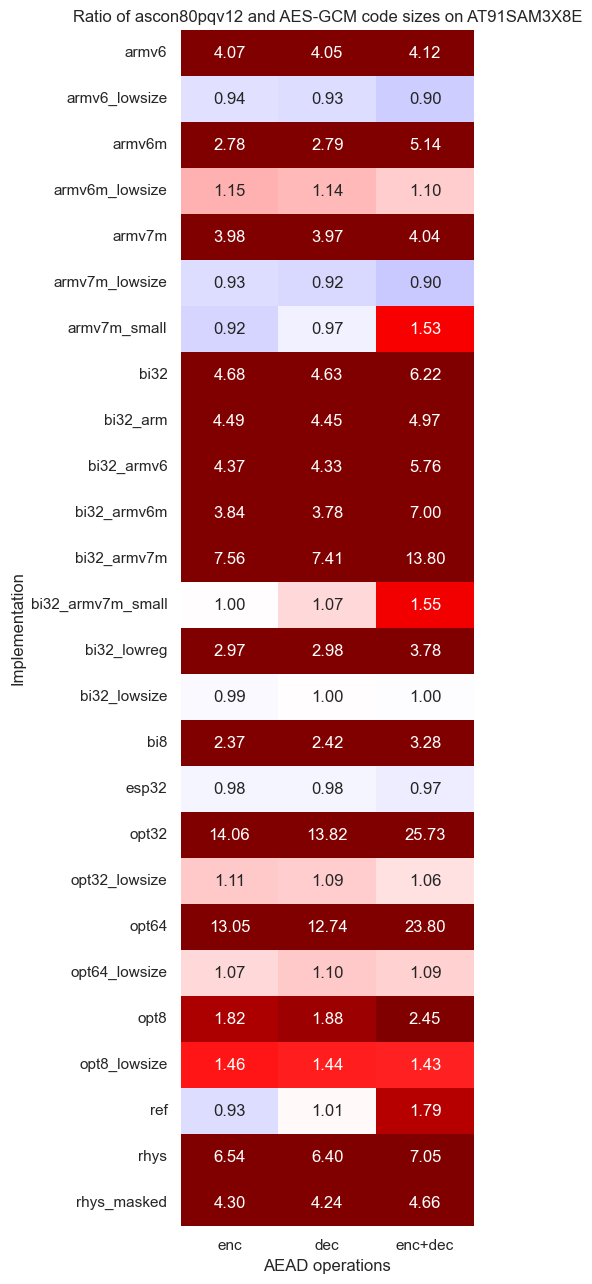 Ratio of ascon80pqv12 and AES-GCM code sizes on AT91SAM3X8E
armv6 4.07 4.05 4.12
armv6_lowsize 0.94 0.93 0.90
armv6m 2.78 2.79 5.14
armv6m_lowsize 1.15 1.14 1.10
armv7m 3.98 3.97 4.04
armv7m_lowsize 0.93 0.92 0.90
armv7m_small 0.92 0.97 1.53
bi32 4.68 4.63 6.22
bi32_arm 4.49 4.45 4.97
bi32_armv6 4.37 4.33 5.76
bi32_armv6m 3.84 3.78 7.00
bi32_armv7m 7.56 7.41 13.80
bi32_armv7m_small 1.00 1.07 1.55
bi32_lowreg 2.97 2.98 3.78
bi32_lowsize 0.99 1.00 1.00
bi8 2.37 2.42 3.28
esp32 0.98 0.98 0.97
opt32 14.06 13.82 25.73
opt32_lowsize 1.11 1.09 1.06
opt64 13.05 12.74 23.80
opt64_lowsize 1.07 1.10 1.09
opt8 1.82 1.88 2.45
opt8_lowsize 1.46 1.44 1.43
ref 0.93 1.01 1.79
rhys 6.54 6.40 7.05
rhys_masked 4.30 4.24 4.66
enc dec enc+dec
AEAD operations
Implementation